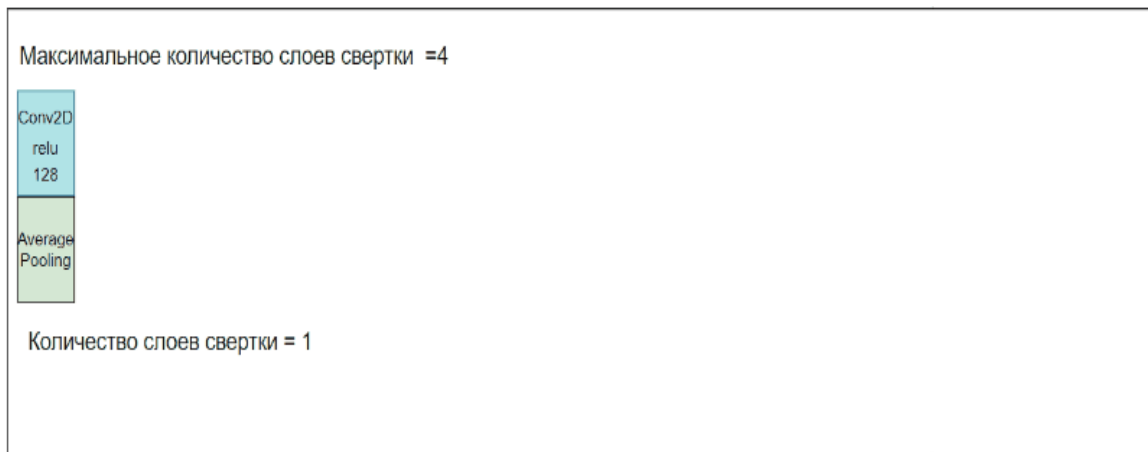 Максимальное количество слоев свертки =4
Conv2D
relu
128
Average
Pooling
Количество слоев свертки = 1